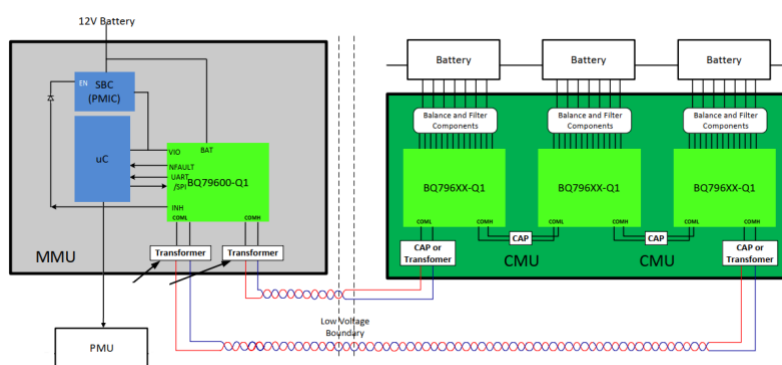 12V Battery
EN
SBC
(PMIC)
uC
VIO
BAT
NFAULT
UART
/SPI
BQ79600-Q1
INH
COML
COMH
Transformer
Transformer
MMU
PMU
Low Voltage
Boundary
Battery
Battery
Battery
Balance and Filter
Components
Balance and Filter
Components
Balance and Filter
Components
BQ796XX-Q1
BQ796XX-Q1
BQ796XX-Q1
COML
COMH
COML
COMH
COML
COMH
CAP
CAP
CAP or
Transfomer
CMU
CMU
CAP or
Transfomer